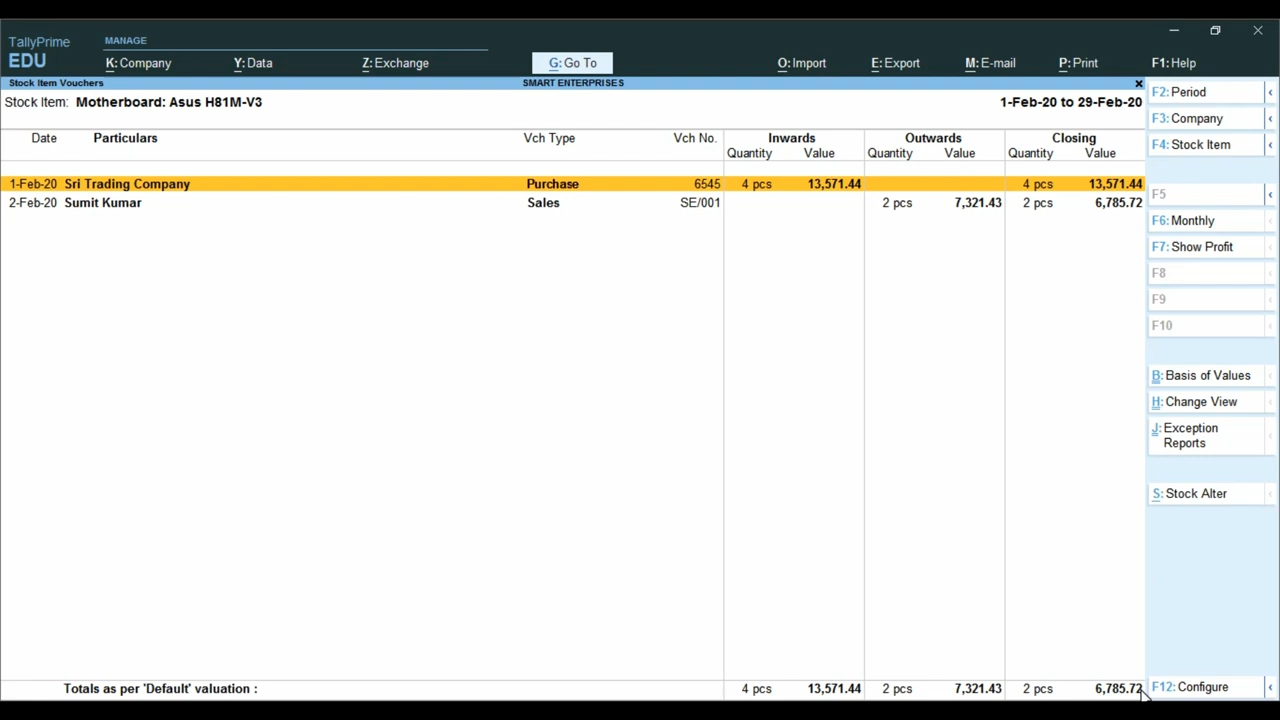 TallyPrime
EDU
MANAGE
K: Company
Y: Data
Z: Exchange
G: Go To
O: Import
E: Export
M: E-mail
P: Print
F1: Help
Stock Item Vouchers
SMART ENTERPRISES
Stock Item: Motherboard: Asus H81M-V3
1-Feb-20 to 29-Feb-20
Date Particulars Vch Type Vch No. Inwards Outwards Closing
Quantity Value Quantity Value Quantity Value
1-Feb-20 Sri Trading Company Purchase 6545 4 pcs 13,571.44 4 pcs 13,571.44
2-Feb-20 Sumit Kumar Sales SE/001 2 pcs 7,321.43 2 pcs 6,785.72
Totals as per 'Default' valuation : 4 pcs 13,571.44 2 pcs 7,321.43 2 pcs 6,785.72
F2: Period
F3: Company
F4: Stock Item
F5
F6: Monthly
F7: Show Profit
F8
F9
F10
B: Basis of Values
H: Change View
J: Exception
Reports
S: Stock Alter
F12: Configure